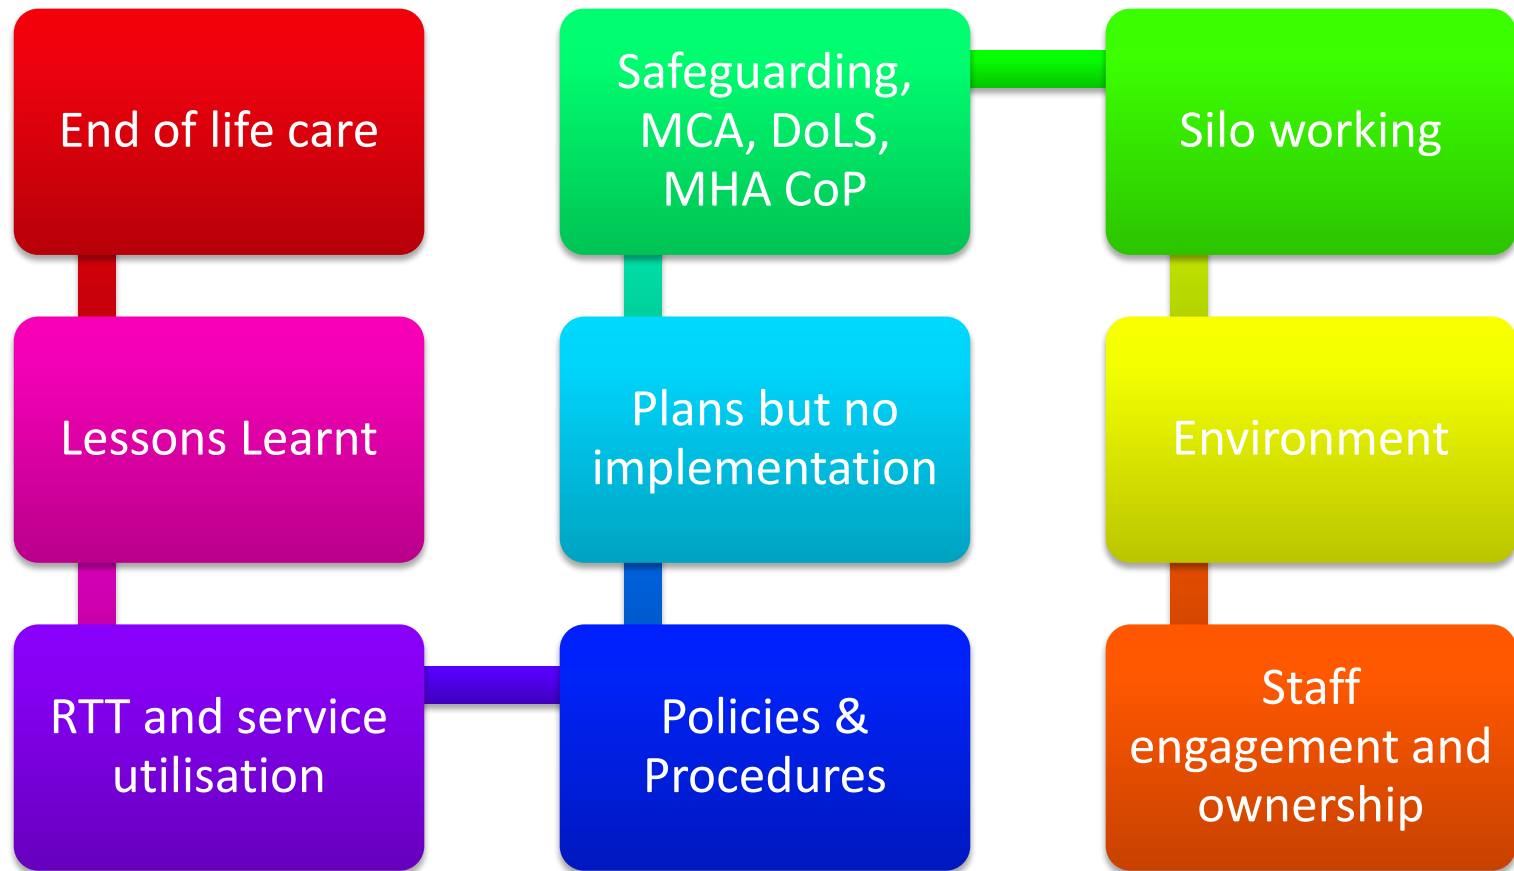 End of life care
Lessons Learnt
RTT and service
utilisation
Policies &
Procedures
Plans but no
implementation
Safeguarding,
MCA, DoLS,
MHA CoP
Silo working
Environment
Staff
engagement and
ownership